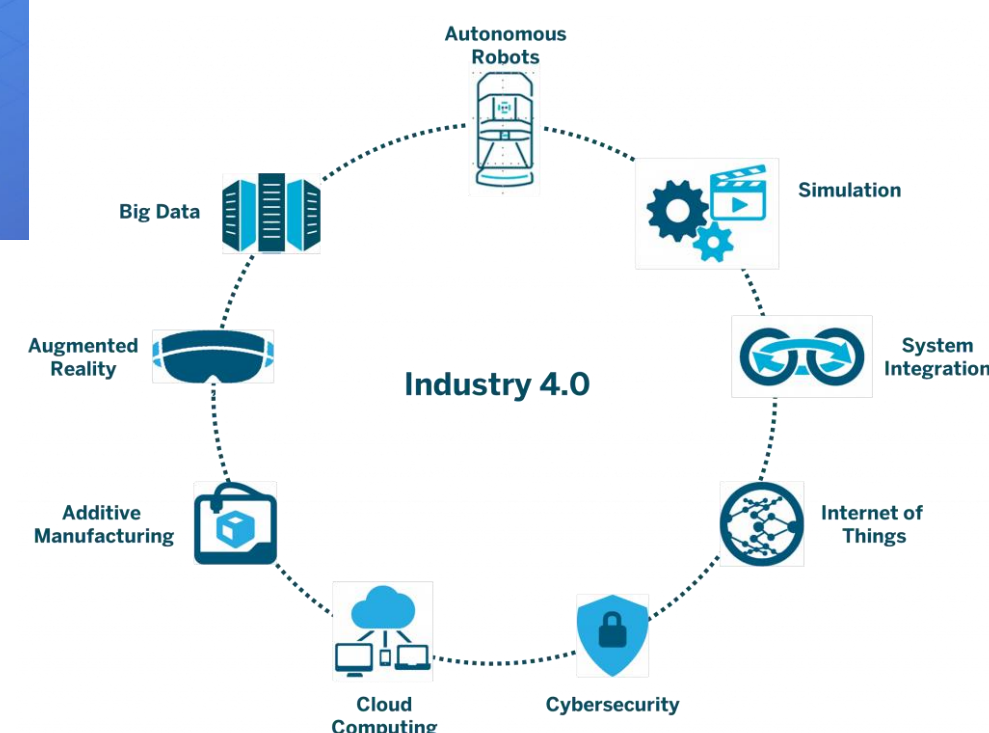 Autonomous
Robots
Simulation
Big Data
System
Integration
Augmented
Reality
Industry 4.0
Internet of
Things
Additive
Manufacturing
Cybersecurity
Cloud
Computing